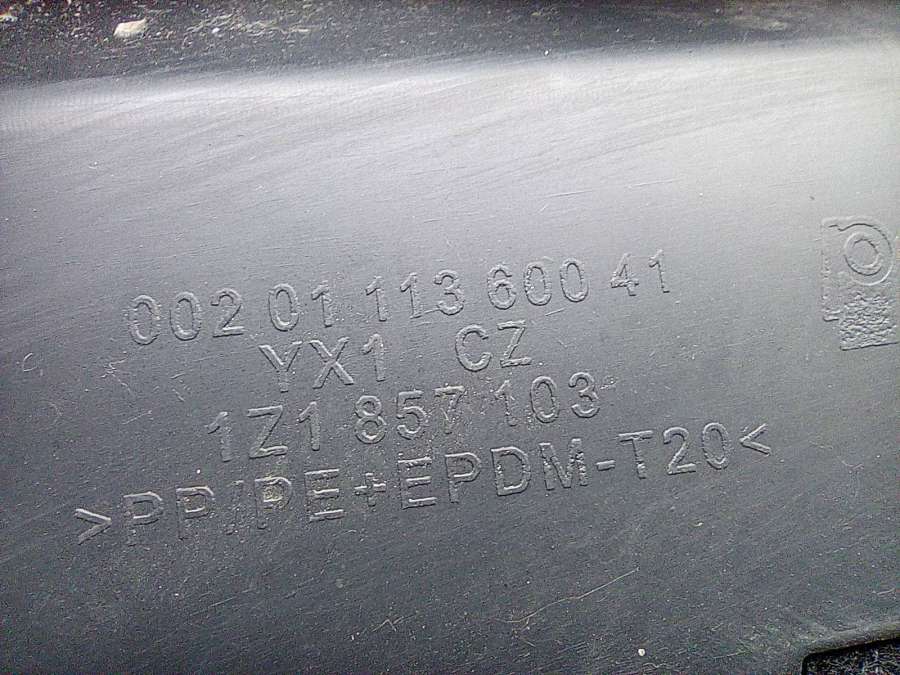 002 01 113 600 41
YX1 CZ
1Z1 857 103
>PP/PE+EPDM-T20<